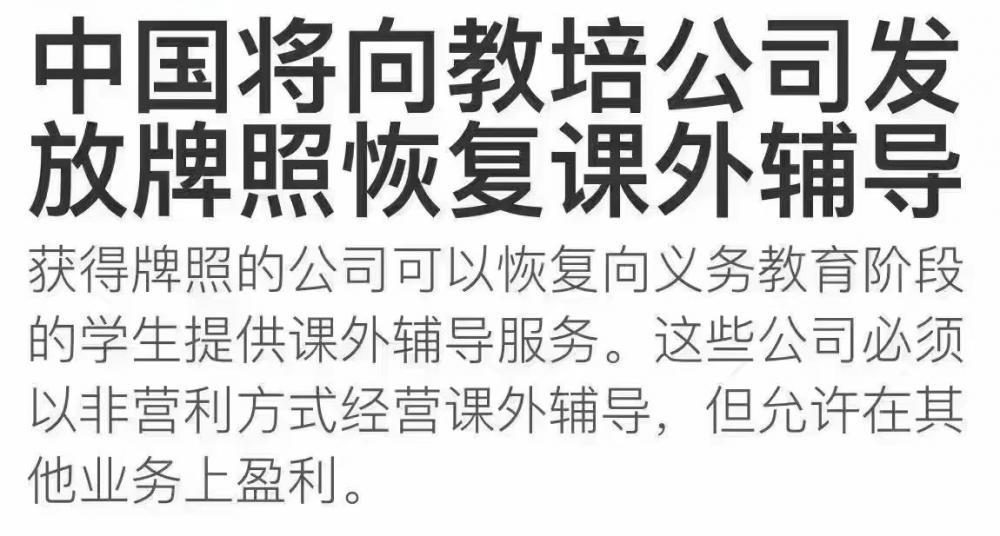 中国将向教培公司发
放牌照恢复课外辅导
获得牌照的公司可以恢复向义务教育阶段
的学生提供课外辅导服务。这些公司必须
以非营利方式经营课外辅导，但允许在其
他业务上盈利。